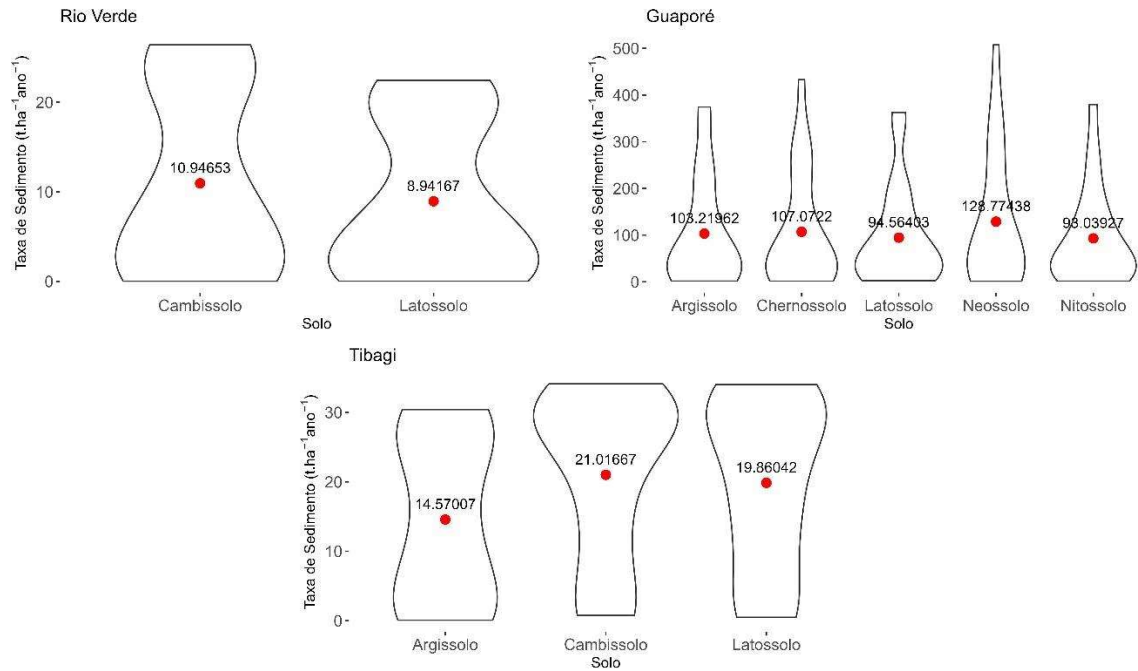 Rio Verde
Taxa de Sedimento (t.ha⁻¹ano⁻¹)
20
10
0
10.94653
8.94167
Cambissolo Latossolo
Solo
Guaporé
Taxa de Sedimento (t.ha⁻¹ano⁻¹)
500
400
300
200
100
0
103.21962 107.0722 94.56403 128.77438 93.03927
Argissolo Chernossolo Latossolo Neossolo Nitossolo
Solo
Tibagi
Taxa de Sedimento (t.ha⁻¹ano⁻¹)
30
20
10
0
14.57007
21.01667
19.86042
Argissolo Cambissolo Latossolo
Solo